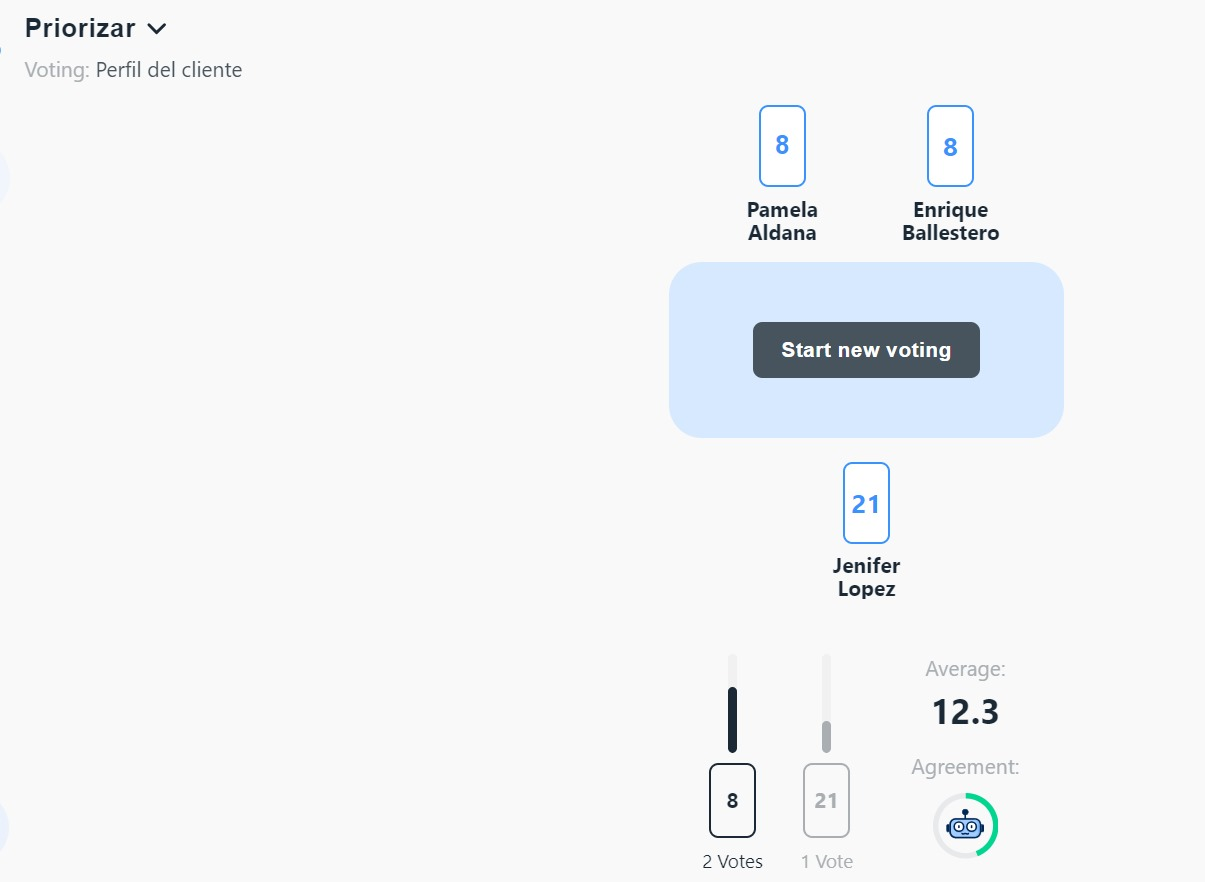 Priorizar
Voting: Perfil del cliente
8
8
Pamela
Aldana
Enrique
Ballestero
Start new voting
21
Jenifer
Lopez
8
2 Votes
21
1 Vote
Average:
12.3
Agreement: